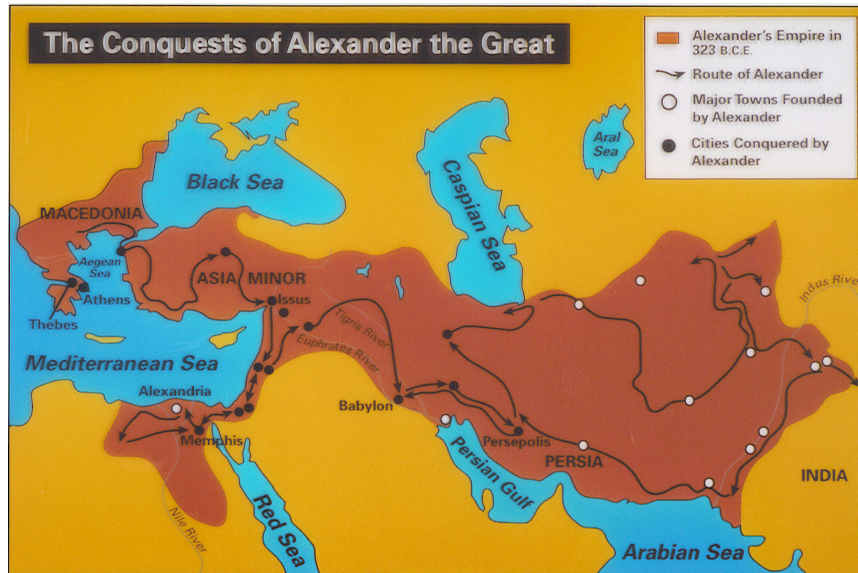 The Conquests of Alexander the Great
Alexander's Empire in
323 B.C.E.
Route of Alexander
Major Towns Founded
by Alexander
Cities Conquered by
Alexander
Aral
Sea
Black Sea
Caspian Sea
MACEDONIA
Aegean
Sea
ASIA MINOR
Athens
Thebes
Issus
Indus River
Tigris River
Euphrates River
Mediterranean Sea
Alexandria
Babylon
Memphis
Persepolis
PERSIA
Persian Gulf
INDIA
Nile River
Red Sea
Arabian Sea